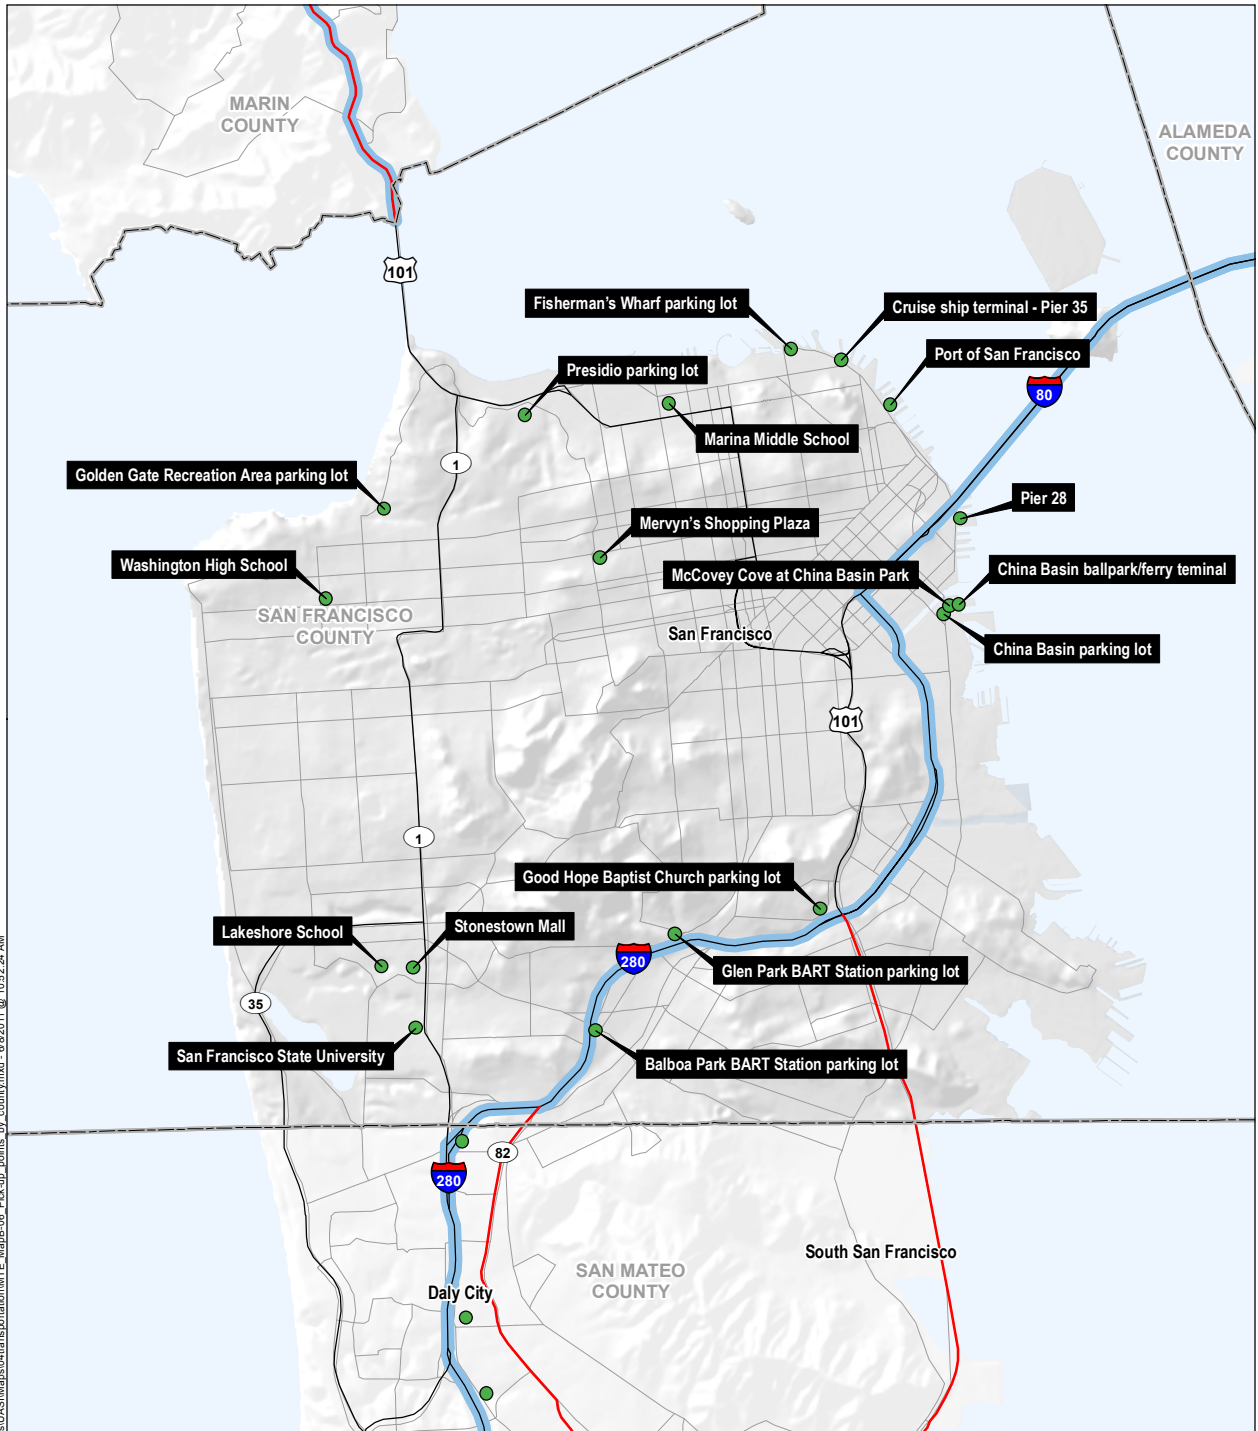 MARIN
COUNTY
ALAMEDA
COUNTY
101
Fisherman's Wharf parking lot
Cruise ship terminal - Pier 35
Port of San Francisco
Presidio parking lot
80
Marina Middle School
1
Golden Gate Recreation Area parking lot
Pier 28
Mervyn's Shopping Plaza
Washington High School
McCovey Cove at China Basin Park
China Basin ballpark/ferry teminal
SAN FRANCISCO
COUNTY
San Francisco
China Basin parking lot
101
1
Good Hope Baptist Church parking lot
Lakeshore School
Stonestown Mall
280
Glen Park BART Station parking lot
35
San Francisco State University
Balboa Park BART Station parking lot
82
280
South San Francisco
SAN MATEO
COUNTY
Daly City